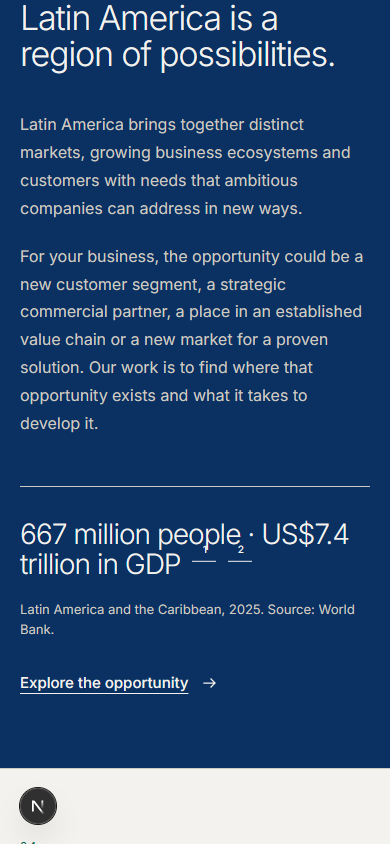 Latin America is a
region of possibilities.
Latin America brings together distinct
markets, growing business ecosystems and
customers with needs that ambitious
companies can address in new ways.
For your business, the opportunity could be a
new customer segment, a strategic
commercial partner, a place in an established
value chain or a new market for a proven
solution. Our work is to find where that
opportunity exists and what it takes to
develop it.
667 million people · US$7.4
trillion in GDP 1 2
Latin America and the Caribbean, 2025. Source: World
Bank.
Explore the opportunity →
N